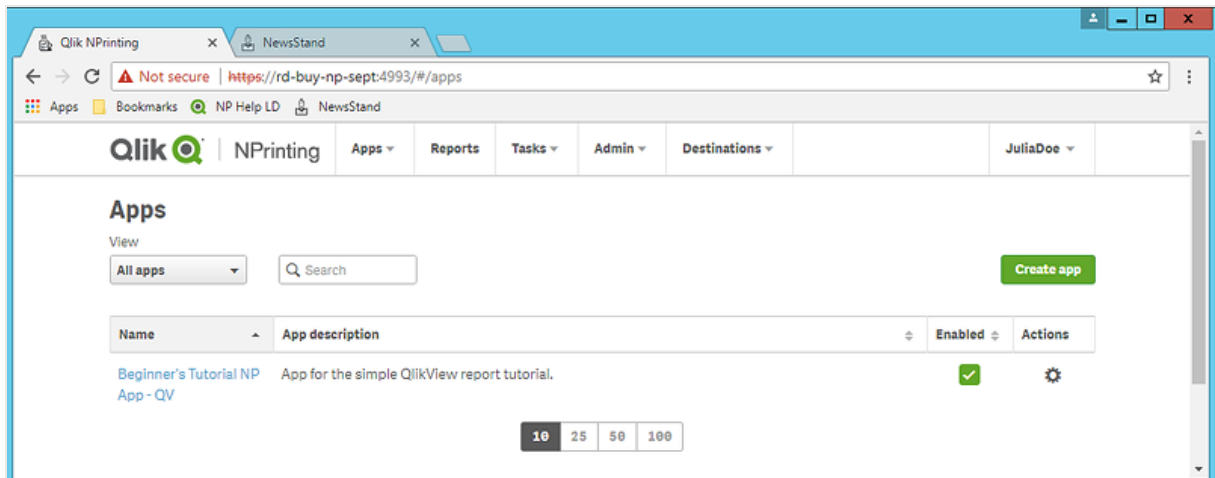 Qlik NPrinting
NewsStand
Not secure | https://rd-buy-np-sept:4993/#/apps
Apps Bookmarks NP Help LD NewsStand
Qlik NPrinting Apps Reports Tasks Admin Destinations JuliaDoe
Apps
View
All apps Search Create app
Name App description Enabled Actions
Beginner's Tutorial NP App for the simple QlikView report tutorial.
App - QV
10 25 50 100